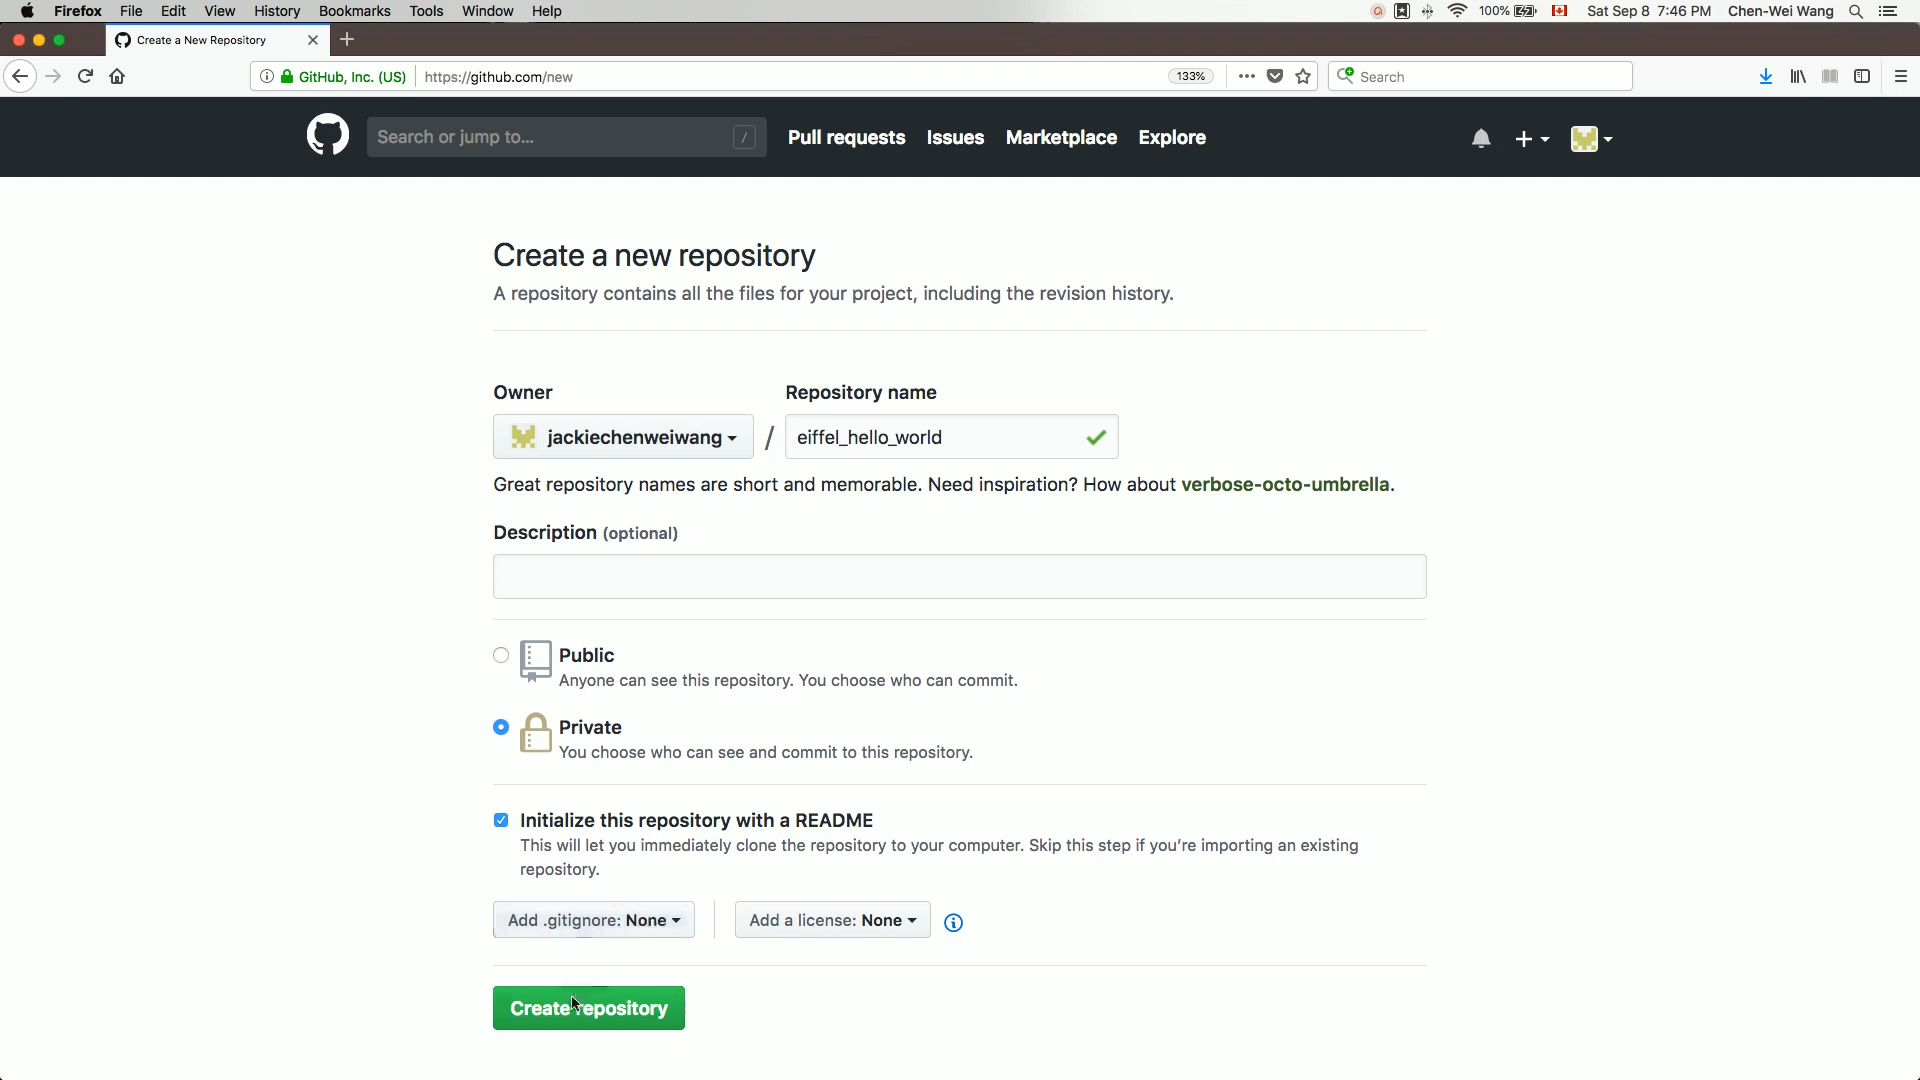 Firefox File Edit View History Bookmarks Tools Window Help 100% Sat Sep 8 7:46 PM Chen-Wei Wang
Create a New Repository
GitHub, Inc. (US) https://github.com/new 133% Search
Search or jump to... / Pull requests Issues Marketplace Explore
Create a new repository
A repository contains all the files for your project, including the revision history.
Owner Repository name
jackiechenweiwang / eiffel_hello_world
Great repository names are short and memorable. Need inspiration? How about verbose-octo-umbrella.
Description (optional)
Public
Anyone can see this repository. You choose who can commit.
Private
You choose who can see and commit to this repository.
Initialize this repository with a README
This will let you immediately clone the repository to your computer. Skip this step if you're importing an existing
repository.
Add .gitignore: None Add a license: None
Create repository